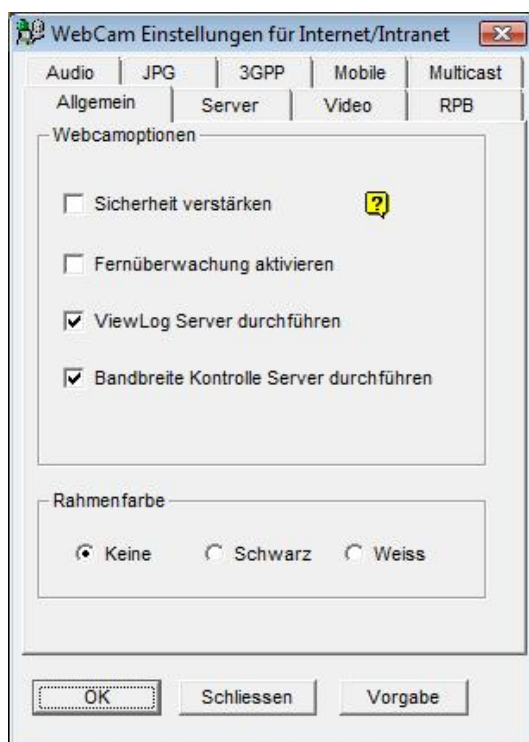 WebCam Einstellungen für Internet/Intranet
Audio JPG 3GPP Mobile Multicast
Allgemein Server Video RPB
Webcamoptionen
Sicherheit verstärken
Fernüberwachung aktivieren
ViewLog Server durchführen
Bandbreite Kontrolle Server durchführen
Rahmenfarbe
Keine Schwarz Weiss
OK Schliessen Vorgabe